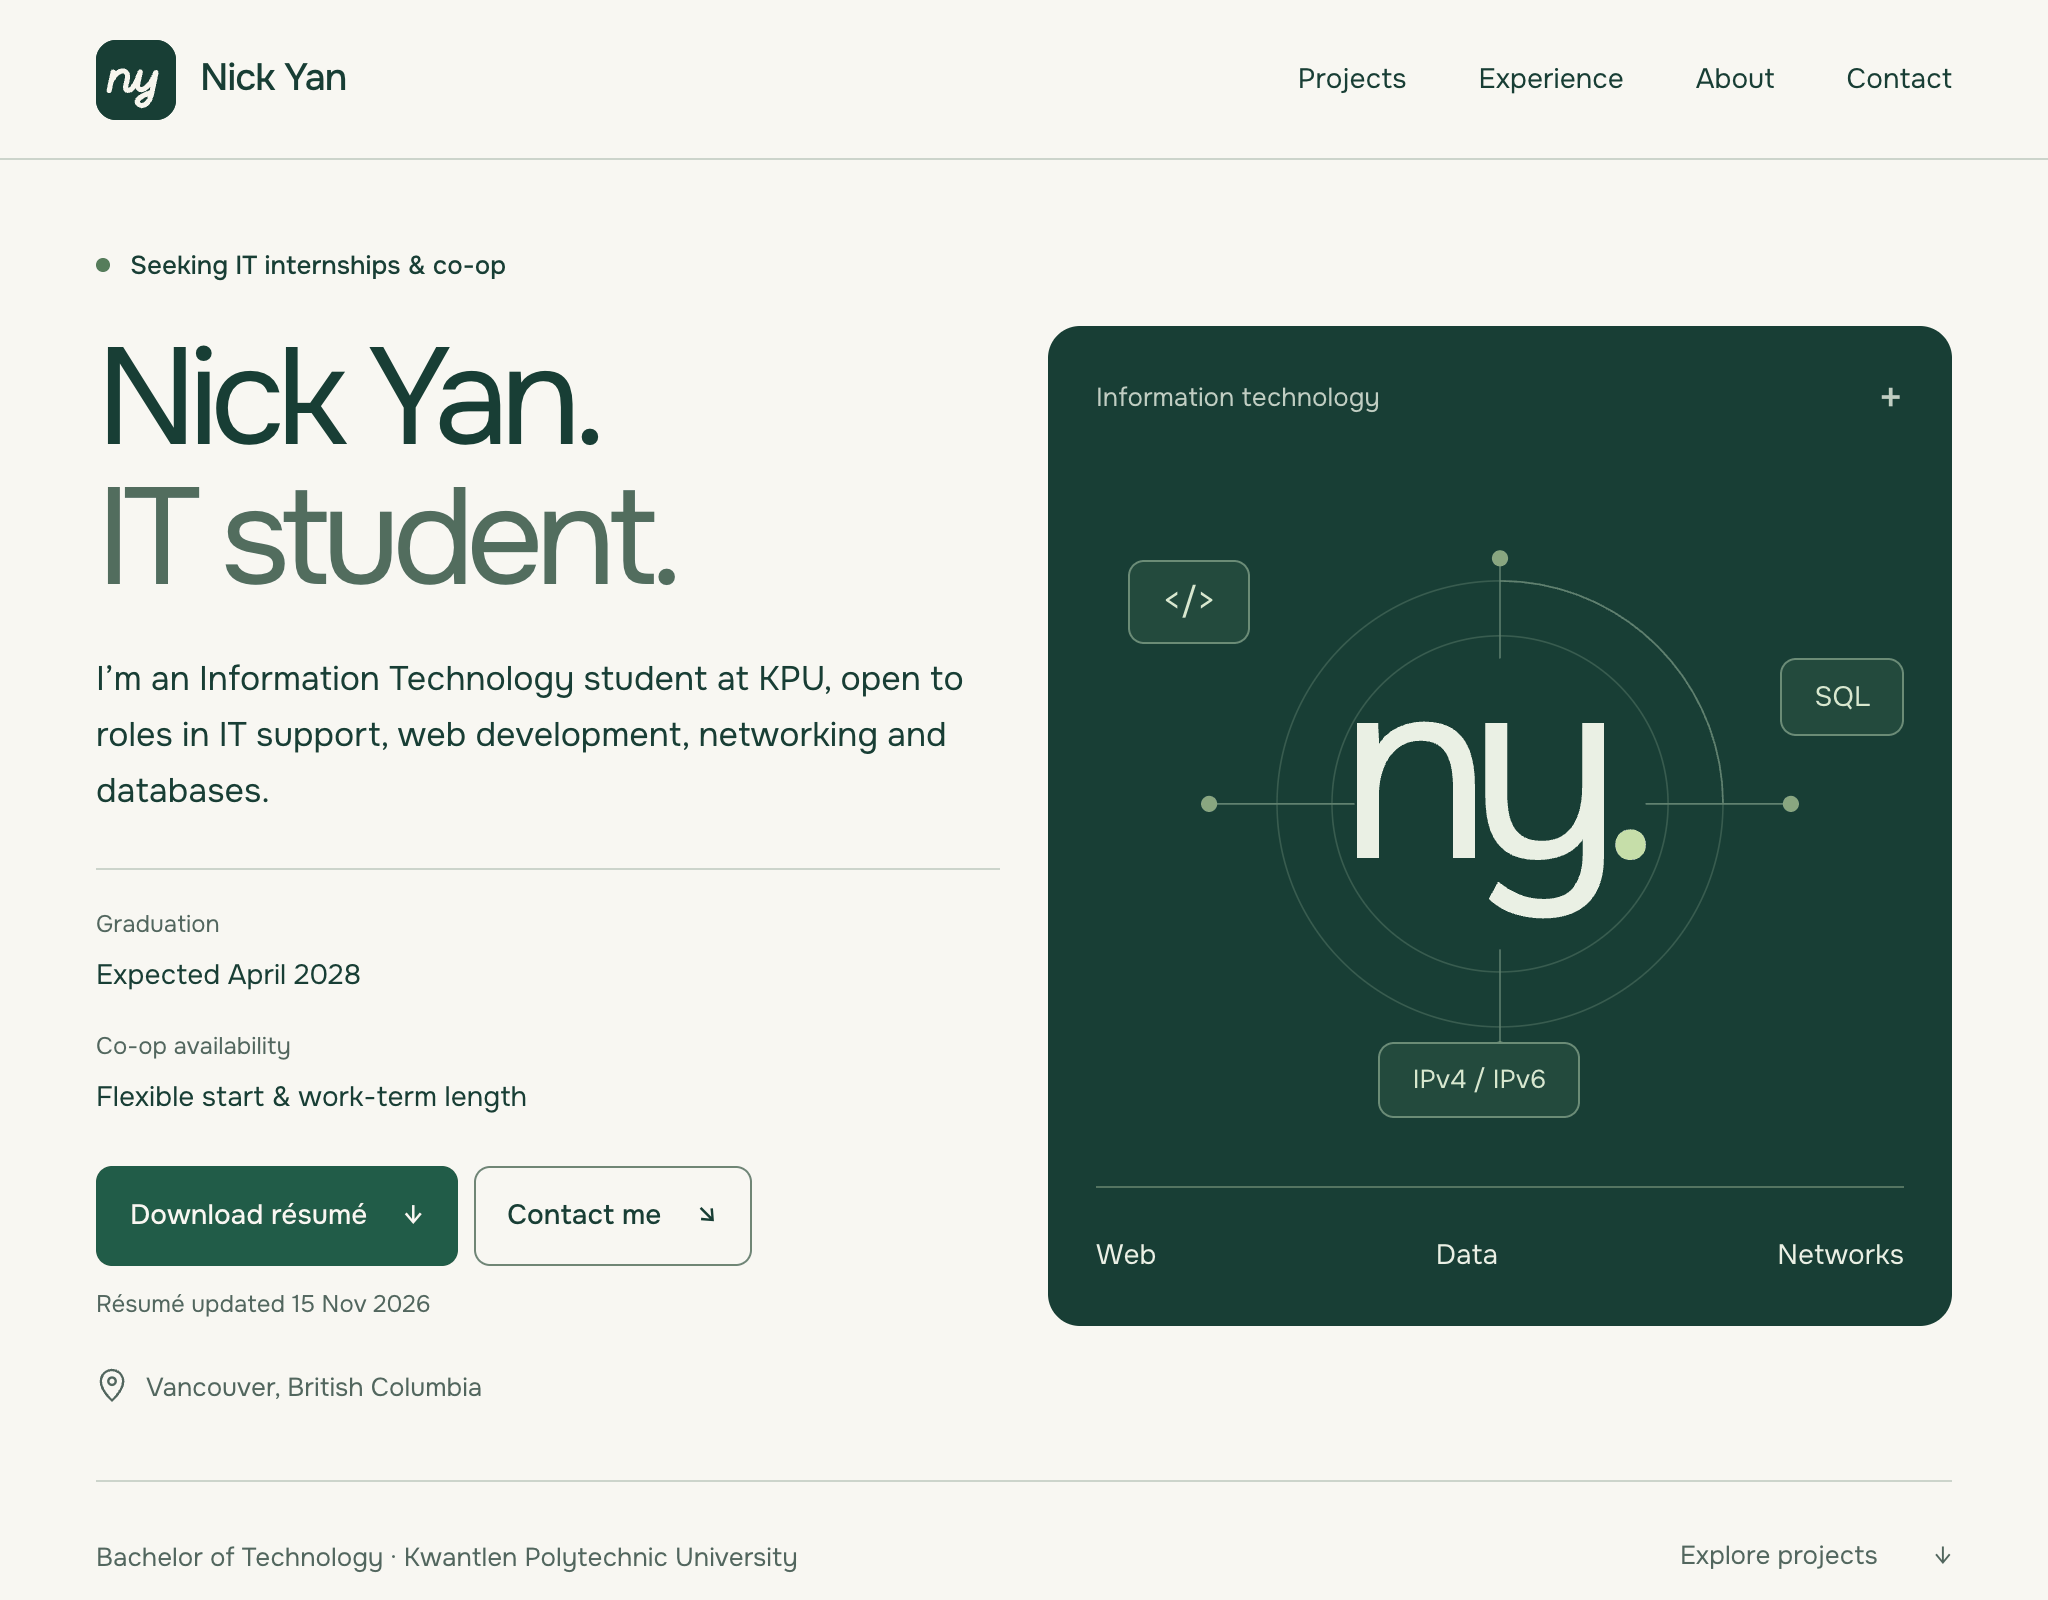 ny Nick Yan
Projects Experience About Contact
Seeking IT internships & co-op
Nick Yan.
IT student.
I’m an Information Technology student at KPU, open to
roles in IT support, web development, networking and
databases.
Graduation
Expected April 2028
Co-op availability
Flexible start & work-term length
Download résumé ↓
Contact me ↘
Résumé updated 15 Nov 2026
Vancouver, British Columbia
Information technology +
</>
SQL
ny.
IPv4 / IPv6
Web Data Networks
Bachelor of Technology · Kwantlen Polytechnic University
Explore projects ↓